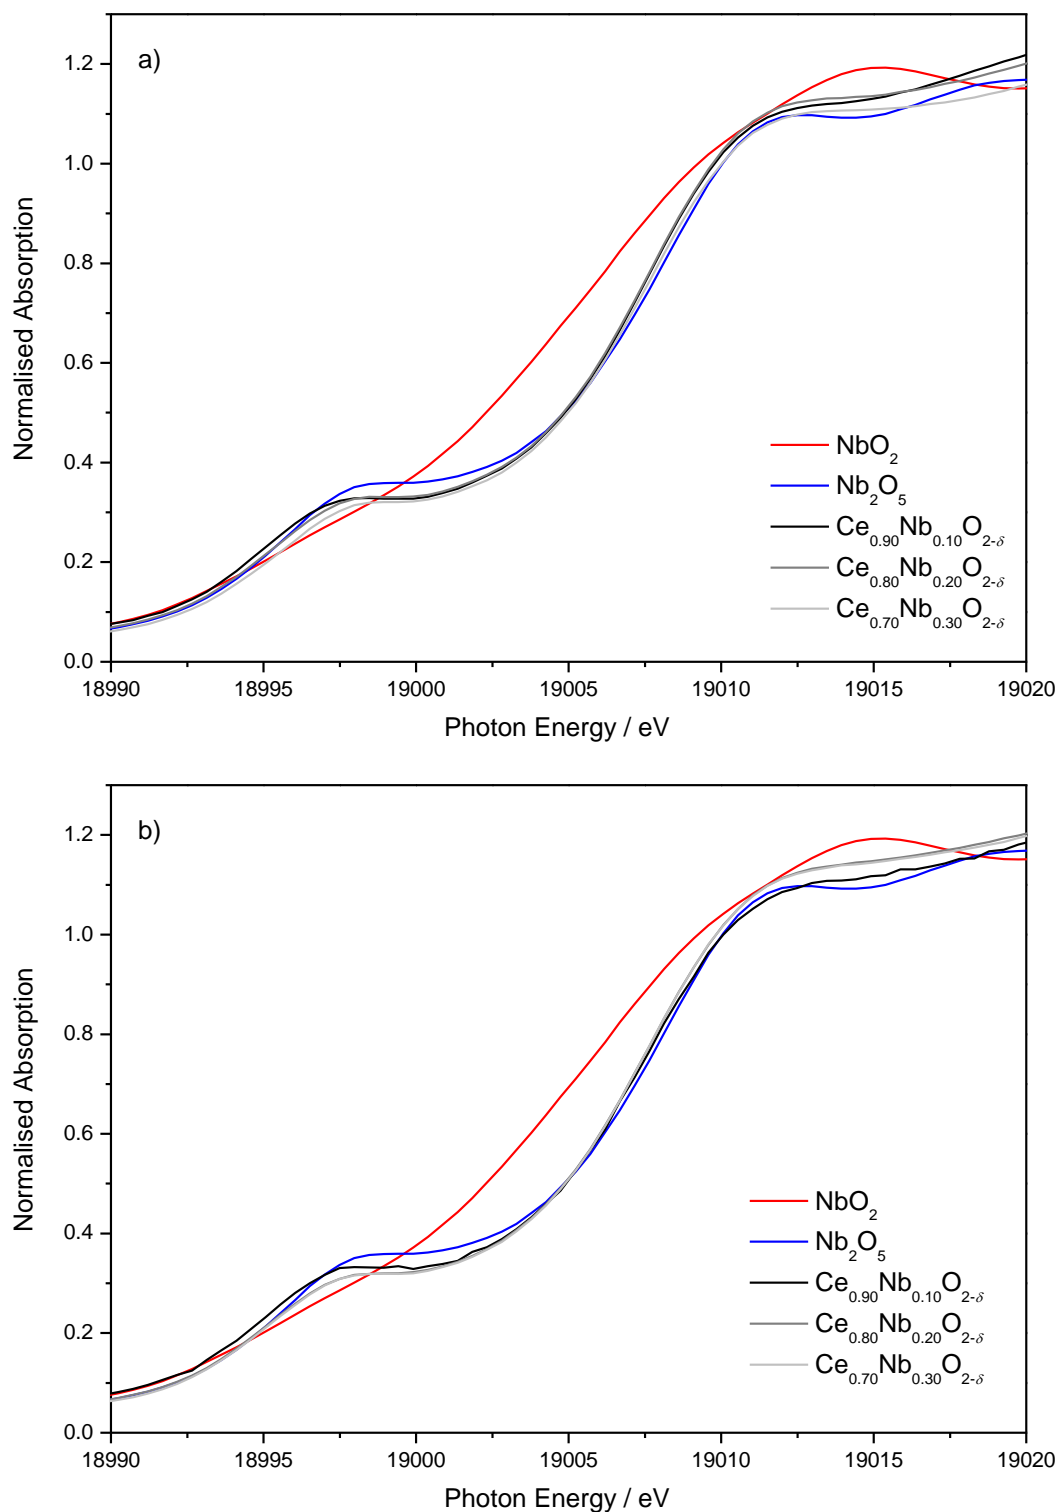 a)
Normalised Absorption
1.2
1.0
0.8
0.6
0.4
0.2
0.0
NbO₂
Nb₂O₅
Ce₀.₉₀Nb₀.₁₀O₂₋δ
Ce₀.₈₀Nb₀.₂₀O₂₋δ
Ce₀.₇₀Nb₀.₃₀O₂₋δ
18990 18995 19000 19005 19010 19015 19020
Photon Energy / eV
b)
Normalised Absorption
1.2
1.0
0.8
0.6
0.4
0.2
0.0
NbO₂
Nb₂O₅
Ce₀.₉₀Nb₀.₁₀O₂₋δ
Ce₀.₈₀Nb₀.₂₀O₂₋δ
Ce₀.₇₀Nb₀.₃₀O₂₋δ
18990 18995 19000 19005 19010 19015 19020
Photon Energy / eV